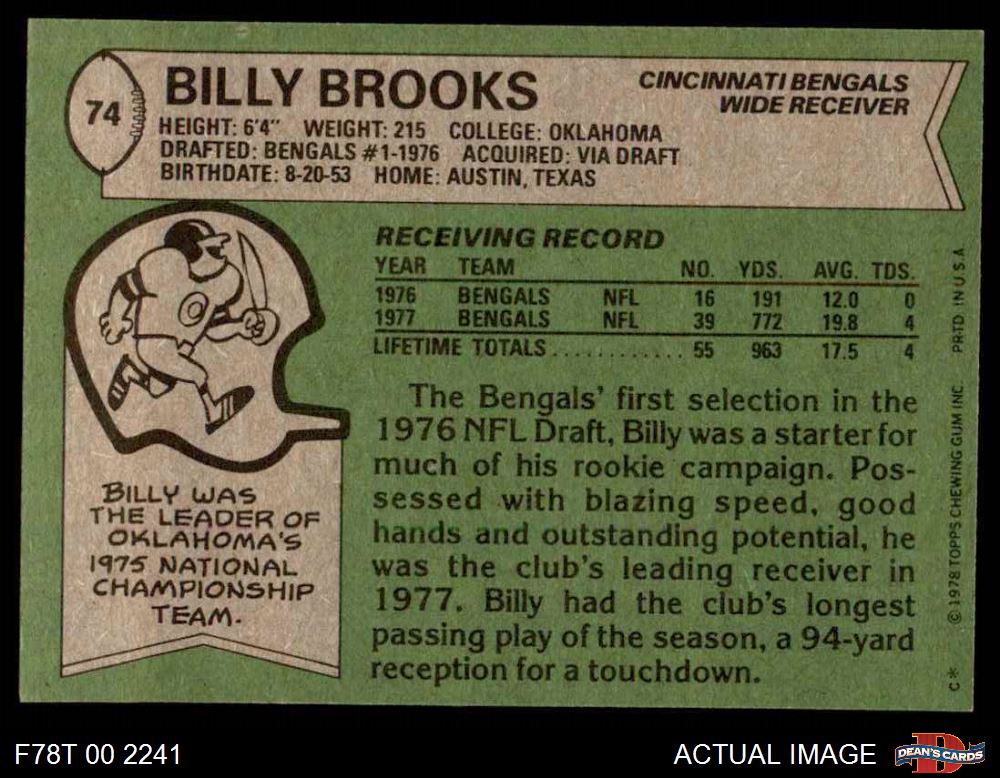 74
BILLY BROOKS
CINCINNATI BENGALS
WIDE RECEIVER
HEIGHT: 6'4" WEIGHT: 215 COLLEGE: OKLAHOMA
DRAFTED: BENGALS #1-1976 ACQUIRED: VIA DRAFT
BIRTHDATE: 8-20-53 HOME: AUSTIN, TEXAS
RECEIVING RECORD
YEAR TEAM NO. YDS. AVG. TDS.
1976 BENGALS NFL 16 191 12.0 0
1977 BENGALS NFL 39 772 19.8 4
LIFETIME TOTALS............ 55 963 17.5 4
O
BILLY WAS
THE LEADER OF
OKLAHOMA'S
1975 NATIONAL
CHAMPIONSHIP
TEAM.
The Bengals' first selection in the
1976 NFL Draft, Billy was a starter for
much of his rookie campaign. Pos-
sessed with blazing speed, good
hands and outstanding potential, he
was the club's leading receiver in
1977. Billy had the club's longest
passing play of the season, a 94-yard
reception for a touchdown.
C* © 1978 TOPPS CHEWING GUM INC. PRTD. IN U.S.A.
F78T 00 2241
ACTUAL IMAGE
D
DEAN'S CARDS